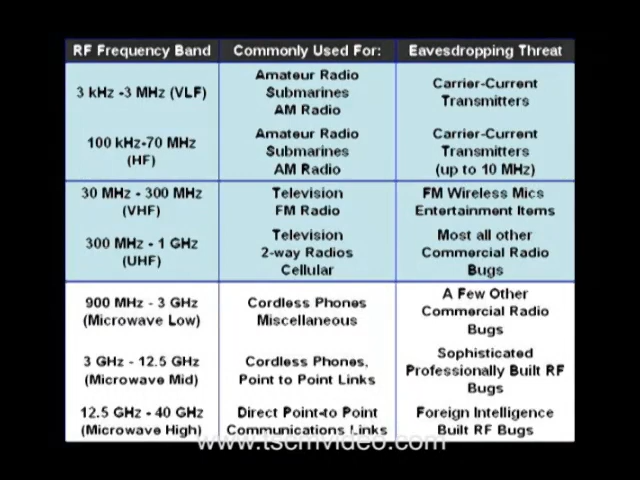 RF Frequency Band Commonly Used For: Eavesdropping Threat
3 kHz -3 MHz (VLF)
Amateur Radio
Submarines
AM Radio
Carrier-Current
Transmitters
100 kHz-70 MHz
(HF)
Amateur Radio
Submarines
AM Radio
Carrier-Current
Transmitters
(up to 10 MHz)
30 MHz - 300 MHz
(VHF)
Television
FM Radio
FM Wireless Mics
Entertainment Items
300 MHz - 1 GHz
(UHF)
Television
2-way Radios
Cellular
Most all other
Commercial Radio
Bugs
900 MHz - 3 GHz
(Microwave Low)
Cordless Phones
Miscellaneous
A Few Other
Commercial Radio
Bugs
3 GHz - 12.5 GHz
(Microwave Mid)
Cordless Phones,
Point to Point Links
Sophisticated
Professionally Built RF
Bugs
12.5 GHz - 40 GHz
(Microwave High)
Direct Point-to Point
Communications Links
Foreign Intelligence
Built RF Bugs
www.tscmvideo.com